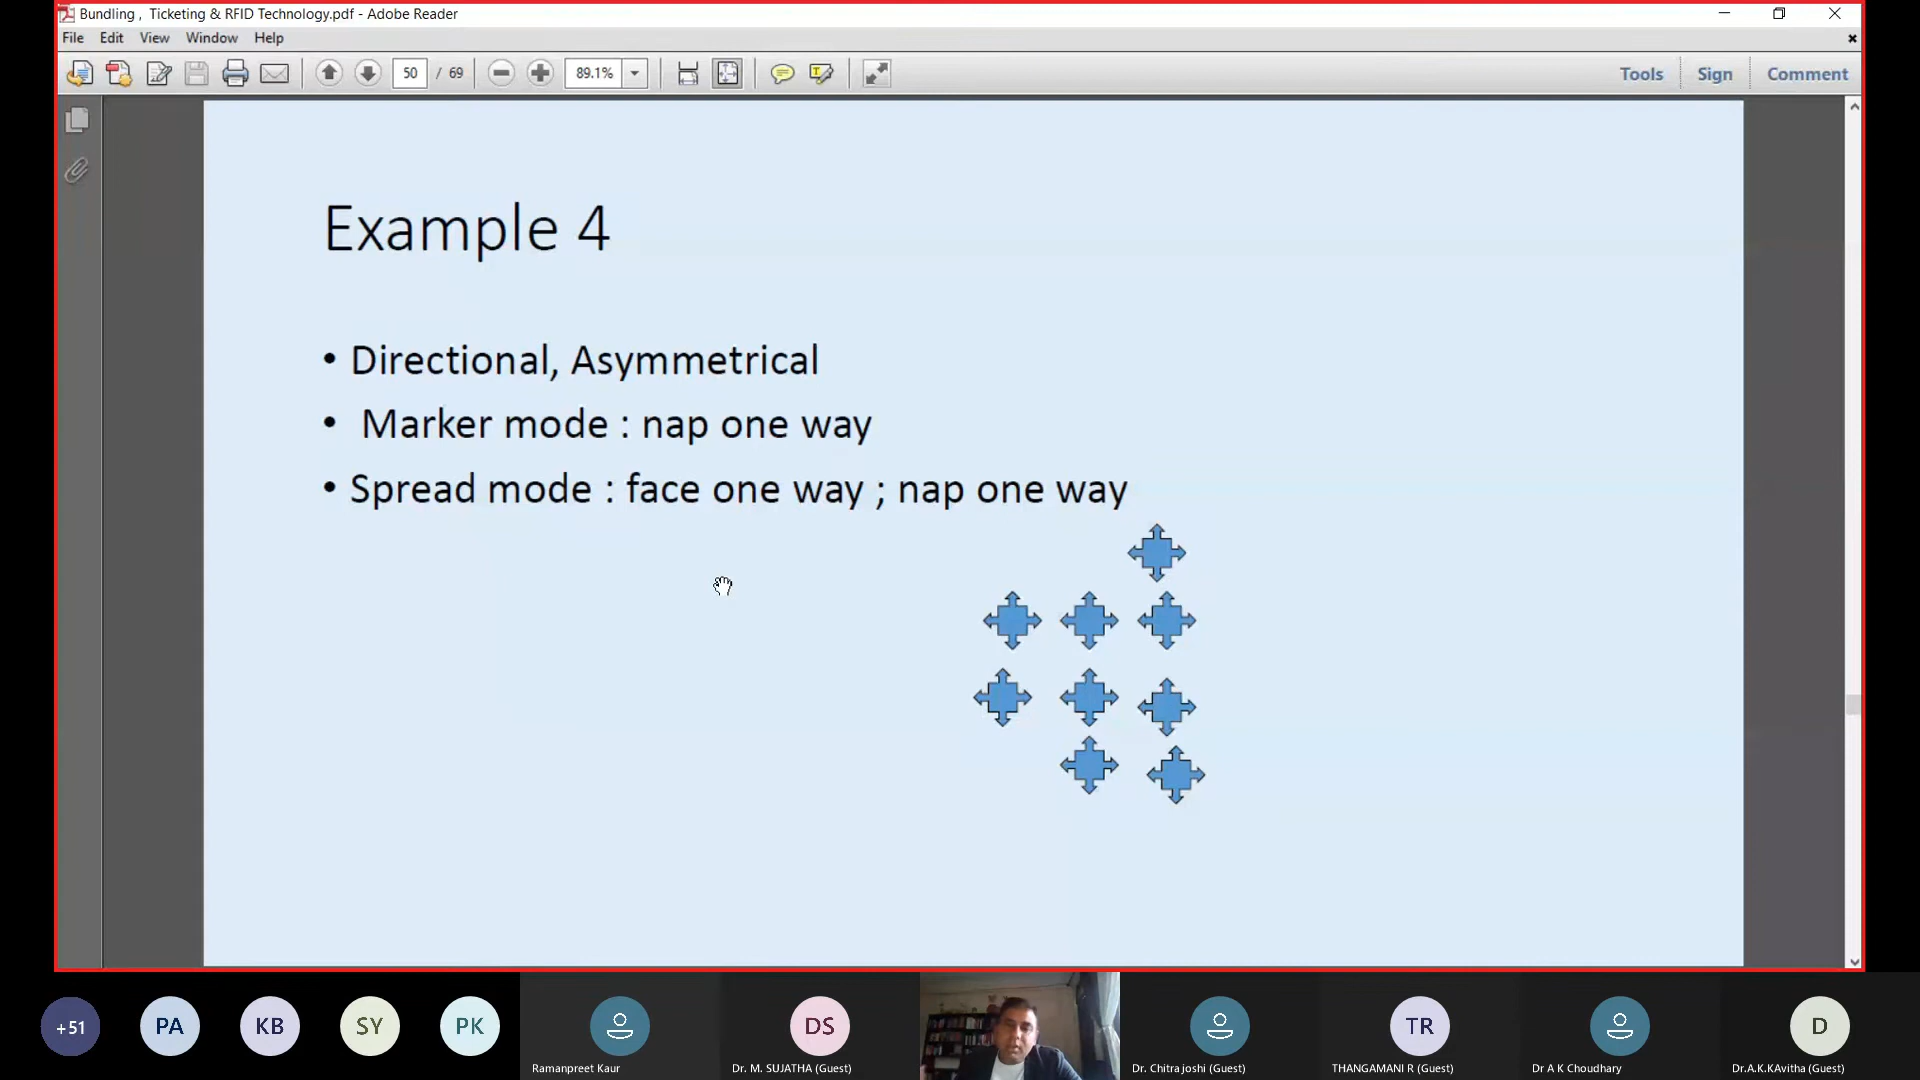 Bundling , Ticketing & RFID Technology.pdf - Adobe Reader
File Edit View Window Help
50 / 69 89.1% Tools Sign Comment
Example 4
• Directional, Asymmetrical
• Marker mode : nap one way
• Spread mode : face one way ; nap one way
+51 PA KB SY PK DS TR D
Ramanpreet Kaur Dr. M. SUJATHA (Guest) Dr. Chitra joshi (Guest) THANGAMANI R (Guest) Dr A K Choudhary Dr.A.K.KAvitha (Guest)